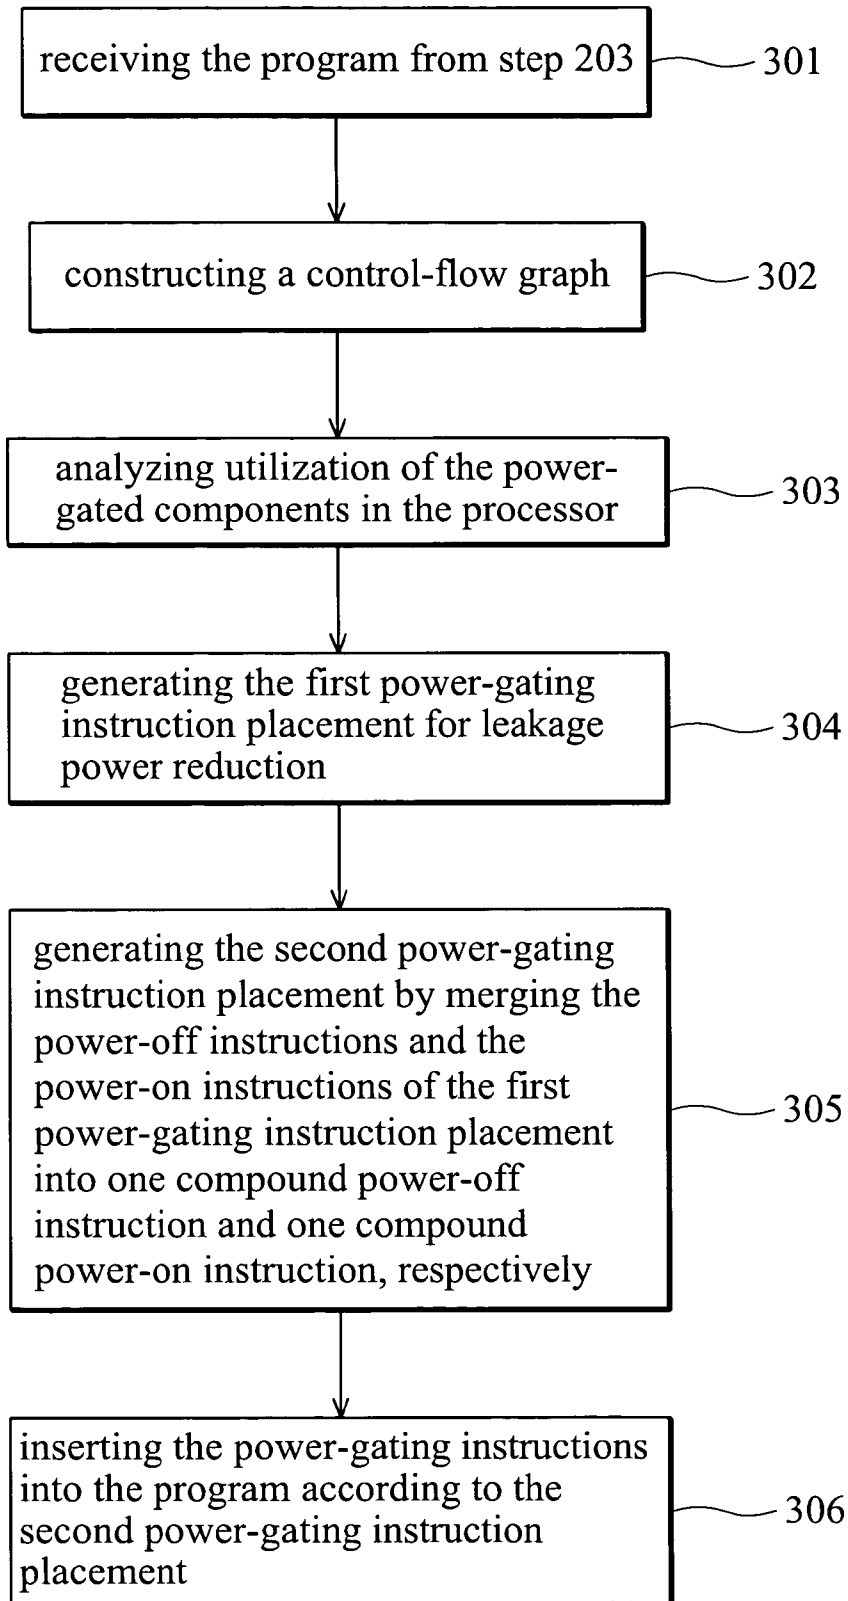 receiving the program from step 203
301
constructing a control-flow graph
302
analyzing utilization of the power-
gated components in the processor
303
generating the first power-gating
instruction placement for leakage
power reduction
304
generating the second power-gating
instruction placement by merging the
power-off instructions and the
power-on instructions of the first
power-gating instruction placement
into one compound power-off
instruction and one compound
power-on instruction, respectively
305
inserting the power-gating instructions
into the program according to the
second power-gating instruction
placement
306